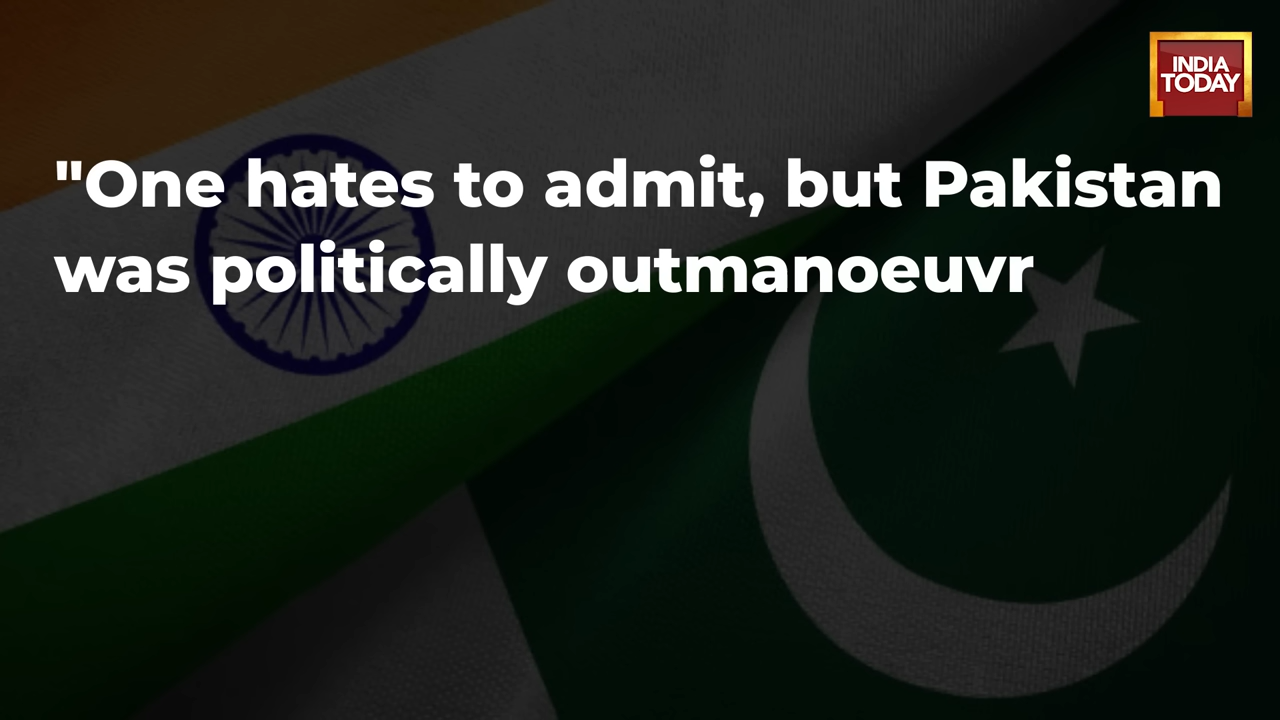 INDIA
TODAY
"One hates to admit, but Pakistan
was politically outmanoeuvr